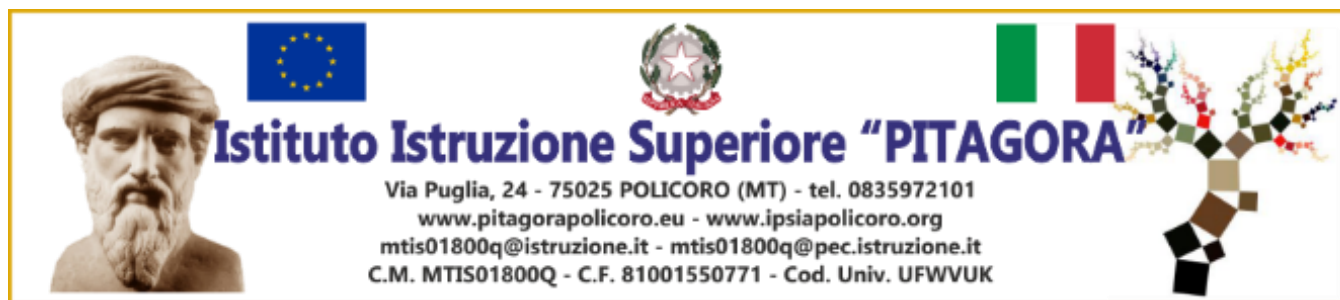 Istituto Istruzione Superiore “PITAGORA”
Via Puglia, 24 - 75025 POLICORO (MT) - tel. 0835972101
www.pitagorapolicoro.eu - www.ipsiapolicoro.org
mtis01800q@istruzione.it - mtis01800q@pec.istruzione.it
C.M. MTIS01800Q - C.F. 81001550771 - Cod. Univ. UFWVUK